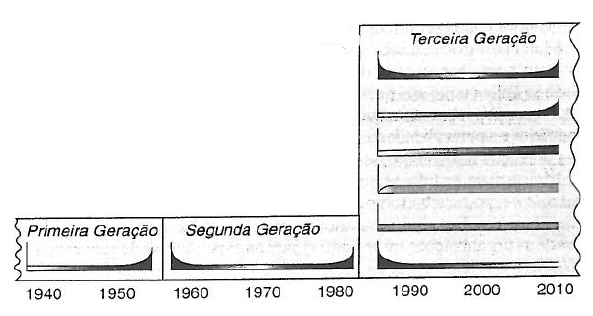 Terceira Geração
Primeira Geração
Segunda Geração
1940 1950 1960 1970 1980 1990 2000 2010